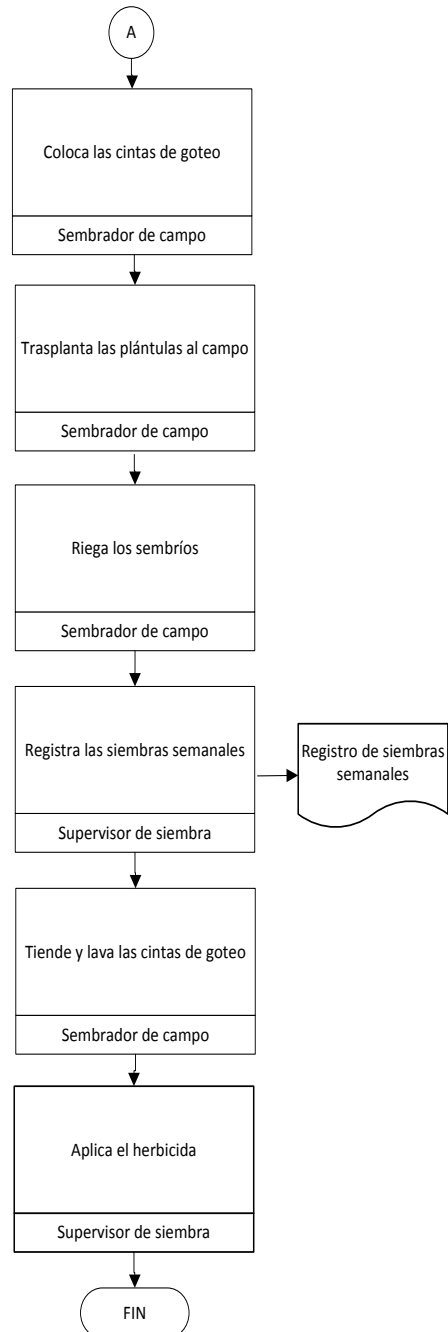 A
Coloca las cintas de goteo
Sembrador de campo
Trasplanta las plántulas al campo
Sembrador de campo
Riega los sembríos
Sembrador de campo
Registra las siembras semanales
Supervisor de siembra
Registro de siembras
semanales
Tiende y lava las cintas de goteo
Sembrador de campo
Aplica el herbicida
Supervisor de siembra
FIN